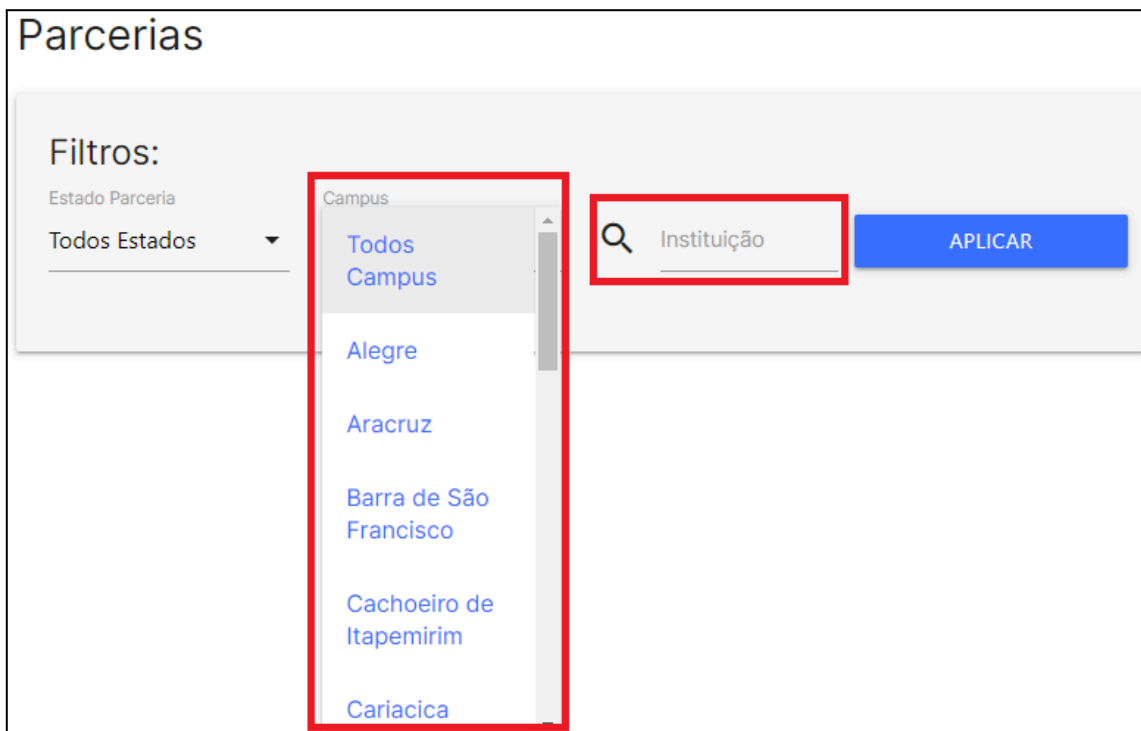 Parcerias
Filtros:
Estado Parceria
Todos Estados
Campus
Todos
Campus
Alegre
Aracruz
Barra de São
Francisco
Cachoeiro de
Itapemirim
Cariacica
Instituição
APLICAR